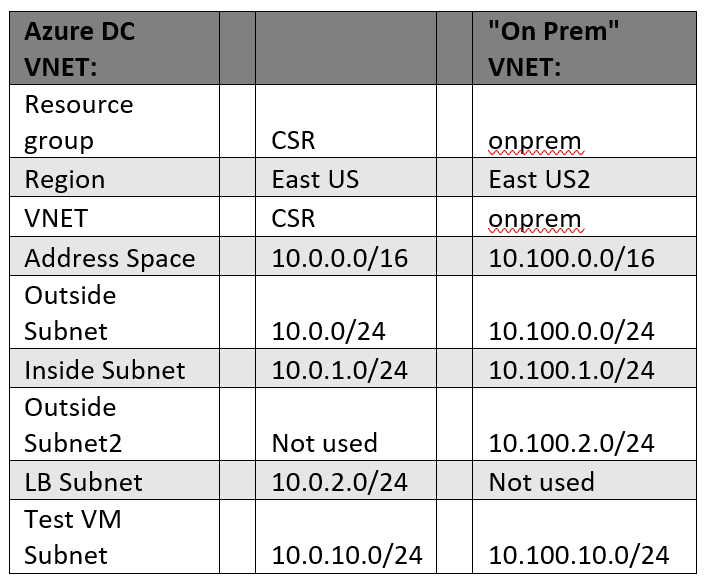 Azure DC "On Prem"
VNET: VNET:
Resource
group CSR onprem
Region East US East US2
VNET CSR onprem
Address Space 10.0.0.0/16 10.100.0.0/16
Outside
Subnet 10.0.0/24 10.100.0.0/24
Inside Subnet 10.0.1.0/24 10.100.1.0/24
Outside
Subnet2 Not used 10.100.2.0/24
LB Subnet 10.0.2.0/24 Not used
Test VM
Subnet 10.0.10.0/24 10.100.10.0/24